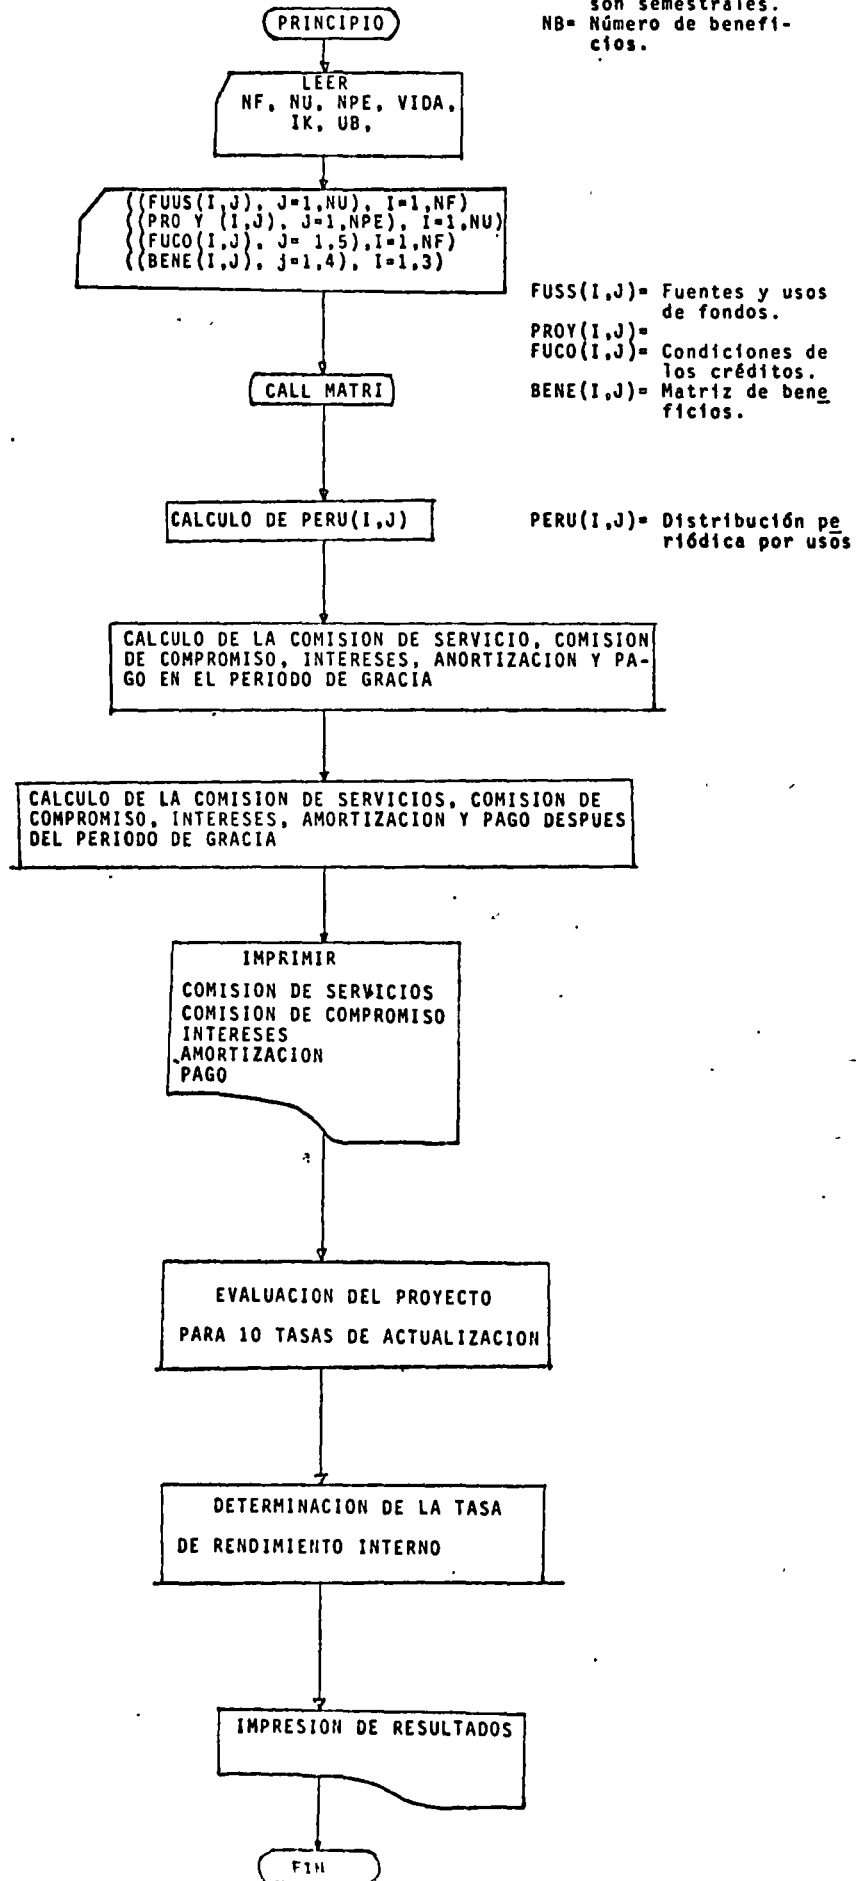 son semestrales.
NB= Número de benefi-
cios.
PRINCIPIO
LEER
NF, NU, NPE, VIDA,
IK, UB,
((FUUS(I,J), J=1,NU), I=1,NF)
((PRO Y (I,J), J=1,NPE), I=1,NU)
((FUCO(I,J), J= 1,5),I=1,NF)
((BENE(I,J), j=1,4), I=1,3)
FUSS(I,J)= Fuentes y usos
de fondos.
PROY(I,J)=
FUCO(I,J)= Condiciones de
los créditos.
BENE(I,J)= Matriz de bene
ficios.
CALL MATRI
CALCULO DE PERU(I,J)
PERU(I,J)= Distribución pe
riódica por usos
CALCULO DE LA COMISION DE SERVICIO, COMISION
DE COMPROMISO, INTERESES, ANORTIZACION Y PA-
GO EN EL PERIODO DE GRACIA
CALCULO DE LA COMISION DE SERVICIOS, COMISION DE
COMPROMISO, INTERESES, AMORTIZACION Y PAGO DESPUES
DEL PERIODO DE GRACIA
IMPRIMIR
COMISION DE SERVICIOS
COMISION DE COMPROMISO
INTERESES
AMORTIZACION
PAGO
EVALUACION DEL PROYECTO
PARA 10 TASAS DE ACTUALIZACION
DETERMINACION DE LA TASA
DE RENDIMIENTO INTERNO
IMPRESION DE RESULTADOS
FIN